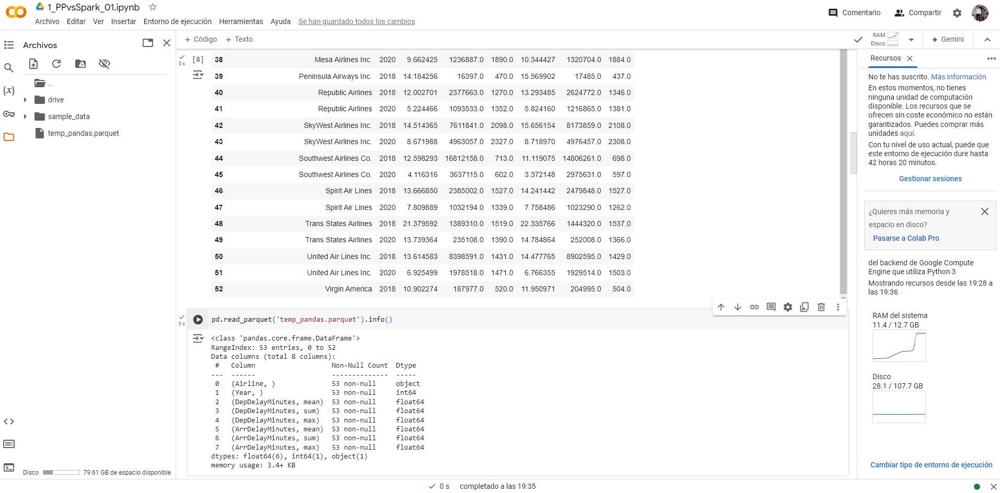 1_PPvsSpark_01.ipynb
Archivo Editar Ver Insertar Entorno de ejecución Herramientas Ayuda Se han guardado todos los cambios
Comentario Compartir
Archivos
..
drive
sample_data
temp_pandas.parquet
Disco 79.61 GB de espacio disponible
+ Código + Texto
RAM
Disco
Gemini
[8]
0 s
38 Mesa Airlines Inc. 2020 9.662425 1236887.0 1890.0 10.344427 1320704.0 1884.0
39 Peninsula Airways Inc. 2018 14.184256 16397.0 470.0 15.569902 17485.0 437.0
40 Republic Airlines 2018 12.002701 2377663.0 1270.0 13.293485 2624772.0 1346.0
41 Republic Airlines 2020 5.224466 1093533.0 1352.0 5.824160 1216865.0 1381.0
42 SkyWest Airlines Inc. 2018 14.514365 7611841.0 2098.0 15.656154 8173859.0 2108.0
43 SkyWest Airlines Inc. 2020 8.671988 4963057.0 2327.0 8.718970 4976457.0 2308.0
44 Southwest Airlines Co. 2018 12.598293 16812158.0 713.0 11.119075 14806261.0 698.0
45 Southwest Airlines Co. 2020 4.116316 3637115.0 602.0 3.372148 2975631.0 597.0
46 Spirit Air Lines 2018 13.666850 2385002.0 1527.0 14.241442 2479848.0 1527.0
47 Spirit Air Lines 2020 7.809889 1032194.0 1339.0 7.758486 1023290.0 1262.0
48 Trans States Airlines 2018 21.379592 1389310.0 1519.0 22.335766 1444320.0 1537.0
49 Trans States Airlines 2020 13.739364 235108.0 1390.0 14.784864 252008.0 1366.0
50 United Air Lines Inc. 2018 13.614583 8398591.0 1431.0 14.477765 8902595.0 1429.0
51 United Air Lines Inc. 2020 6.925499 1978518.0 1471.0 6.766355 1929514.0 1503.0
52 Virgin America 2018 10.902274 187977.0 520.0 11.950971 204995.0 504.0
0 s
pd.read_parquet('temp_pandas.parquet').info()
<class 'pandas.core.frame.DataFrame'>
RangeIndex: 53 entries, 0 to 52
Data columns (total 8 columns):
# Column Non-Null Count Dtype
--- ------ -------------- -----
0 (Airline, ) 53 non-null object
1 (Year, ) 53 non-null int64
2 (DepDelayMinutes, mean) 53 non-null float64
3 (DepDelayMinutes, sum) 53 non-null float64
4 (DepDelayMinutes, max) 53 non-null float64
5 (ArrDelayMinutes, mean) 53 non-null float64
6 (ArrDelayMinutes, sum) 53 non-null float64
7 (ArrDelayMinutes, max) 53 non-null float64
dtypes: float64(6), int64(1), object(1)
memory usage: 3.4+ KB
Recursos
No te has suscrito. Más información
En estos momentos, no tienes
ninguna unidad de computación
disponible. Los recursos que se
ofrecen sin coste económico no están
garantizados. Puedes comprar más
unidades aquí.
Con tu nivel de uso actual, puede que
este entorno de ejecución dure hasta
42 horas 20 minutos.
Gestionar sesiones
¿Quieres más memoria y
espacio en disco?
Pasarse a Colab Pro
del backend de Google Compute
Engine que utiliza Python 3
Mostrando recursos desde las 19:28 a
las 19:36
RAM del sistema
11.4 / 12.7 GB
Disco
28.1 / 107.7 GB
Cambiar tipo de entorno de ejecución
0 s completado a las 19:35